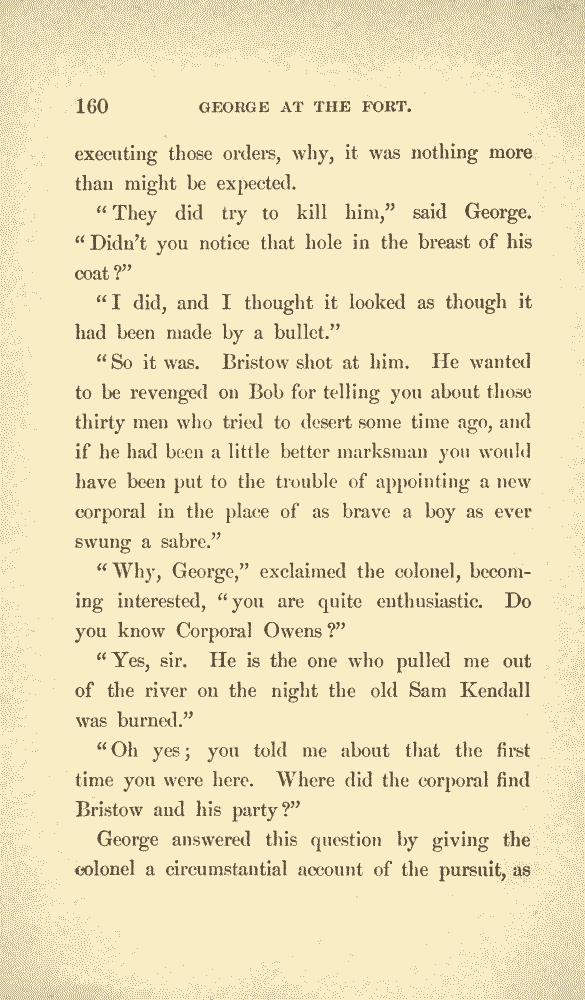 160 GEORGE AT THE FORT.
executing those orders, why, it was nothing more
than might be expected.
“They did try to kill him,” said George.
“Didn’t you notice that hole in the breast of his
coat?”
“I did, and I thought it looked as though it
had been made by a bullet.”
“So it was. Bristow shot at him. He wanted
to be revenged on Bob for telling you about those
thirty men who tried to desert some time ago, and
if he had been a little better marksman you would
have been put to the trouble of appointing a new
corporal in the place of as brave a boy as ever
swung a sabre.”
“Why, George,” exclaimed the colonel, becom-
ing interested, “you are quite enthusiastic. Do
you know Corporal Owens?”
“Yes, sir. He is the one who pulled me out
of the river on the night the old Sam Kendall
was burned.”
“Oh yes; you told me about that the first
time you were here. Where did the corporal find
Bristow and his party?”
George answered this question by giving the
colonel a circumstantial account of the pursuit, as